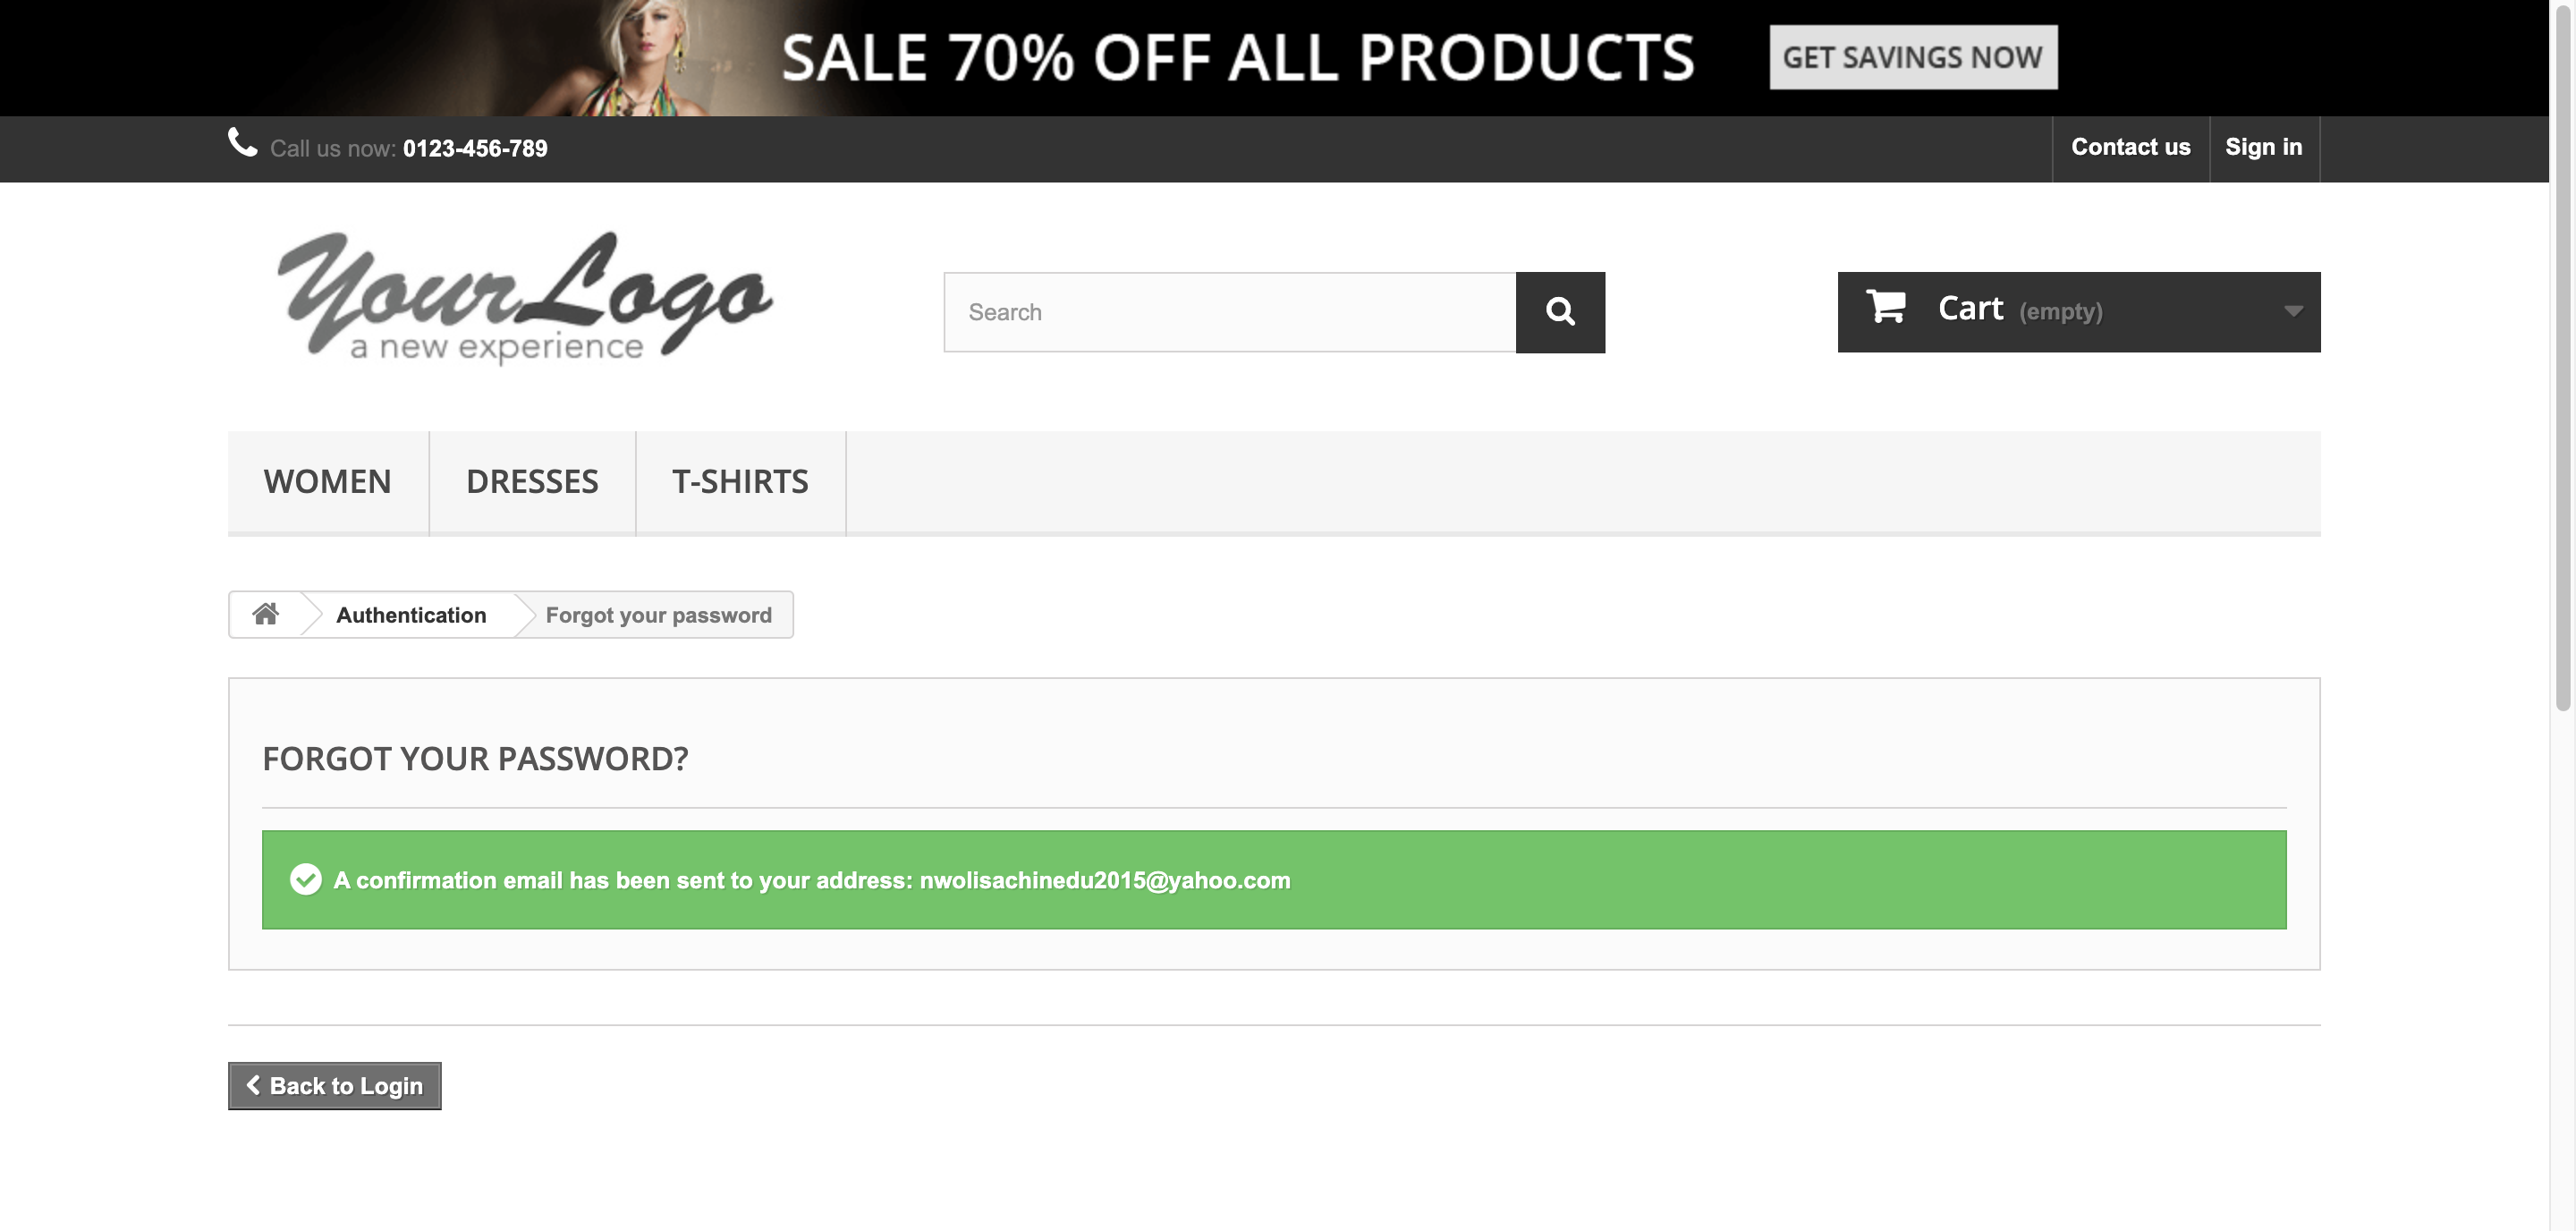 SALE 70% OFF ALL PRODUCTS GET SAVINGS NOW
Call us now: 0123-456-789 Contact us Sign in
Your Logo
a new experience
Search
Cart (empty)
WOMEN DRESSES T-SHIRTS
Authentication Forgot your password
FORGOT YOUR PASSWORD?
A confirmation email has been sent to your address: nwolisachinedu2015@yahoo.com
Back to Login